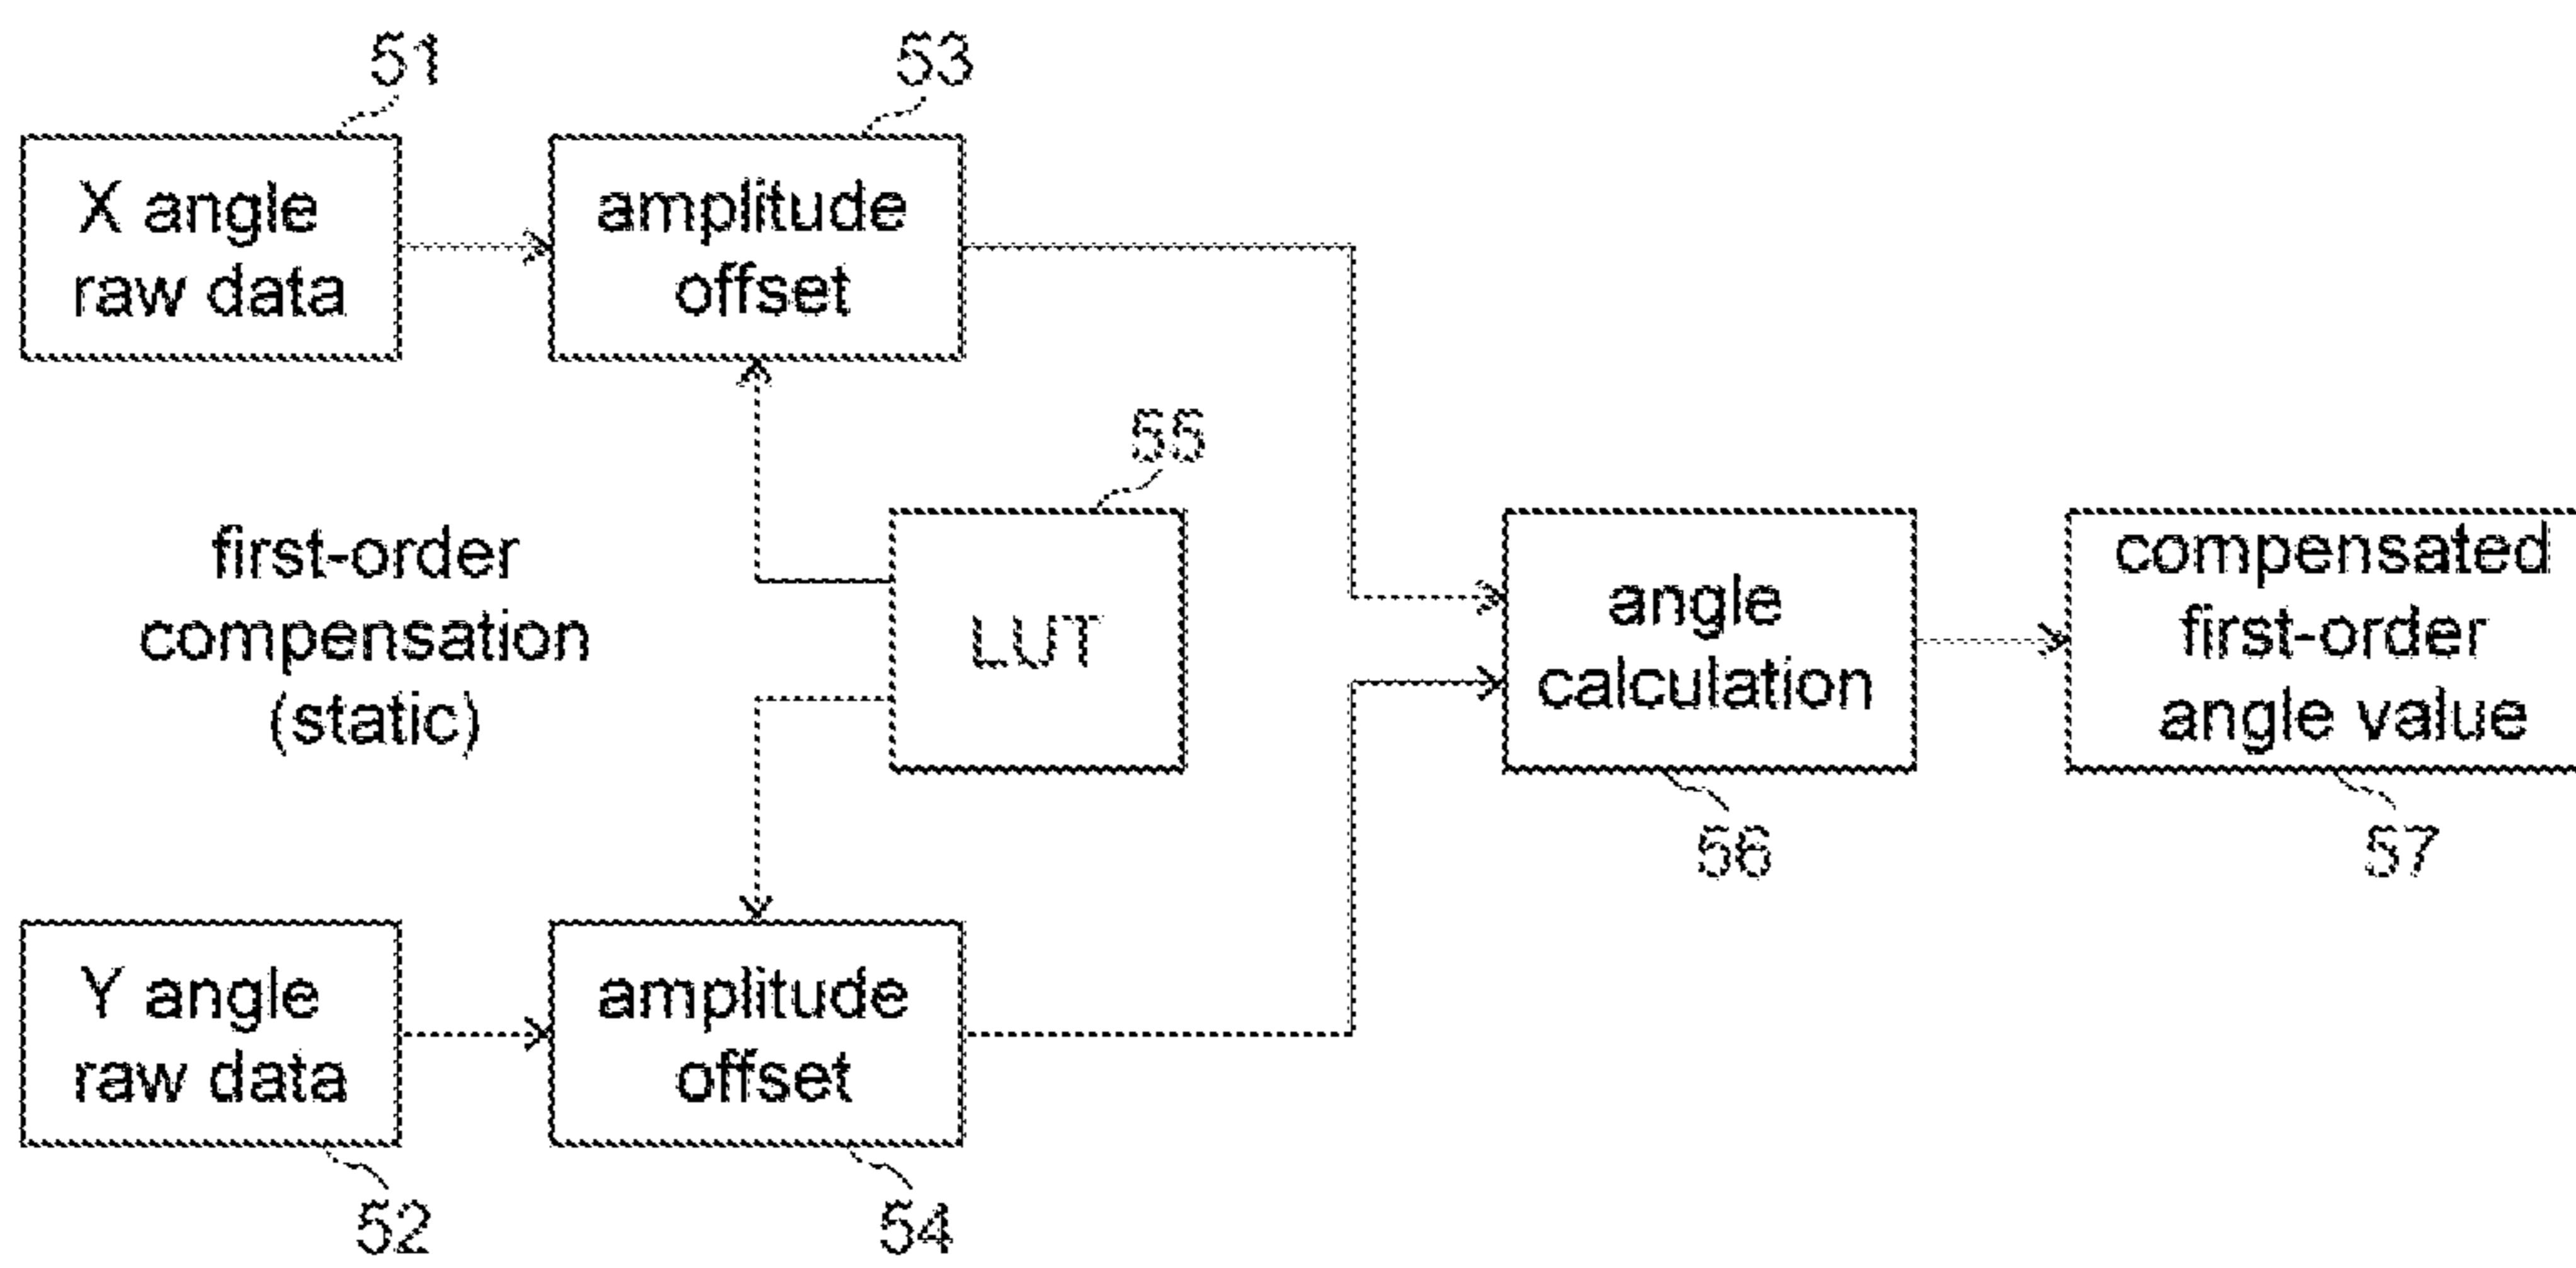 51
53
X angle
raw data
amplitude
offset
55
first-order
compensation
(static)
LUT
angle
calculation
compensated
first-order
angle value
56
57
Y angle
raw data
amplitude
offset
52
54